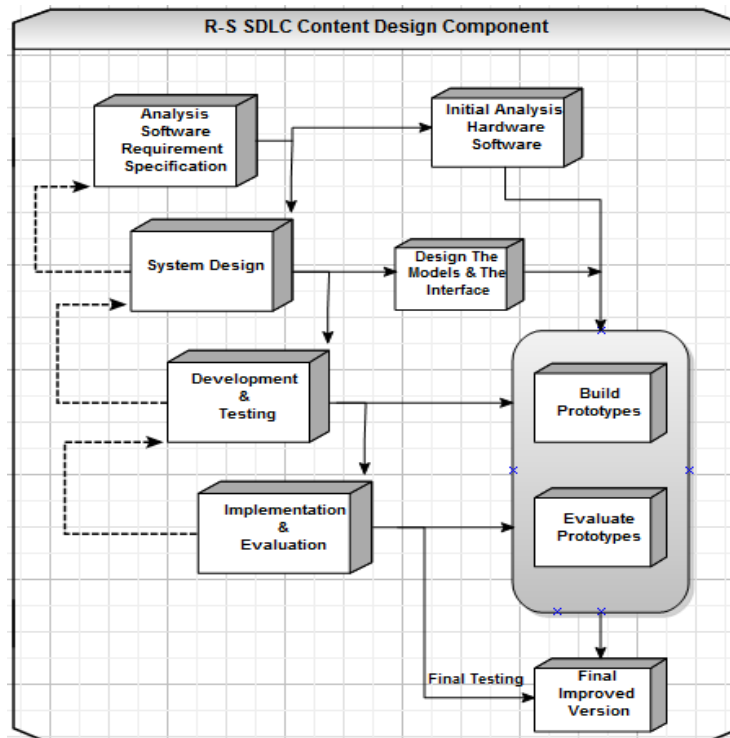 R-S SDLC Content Design Component
Analysis
Software
Requirement
Specification
Initial Analysis
Hardware
Software
System Design
Design The
Models & The
Interface
Development
&
Testing
Build
Prototypes
Implementation
&
Evaluation
Evaluate
Prototypes
Final Testing
Final
Improved
Version